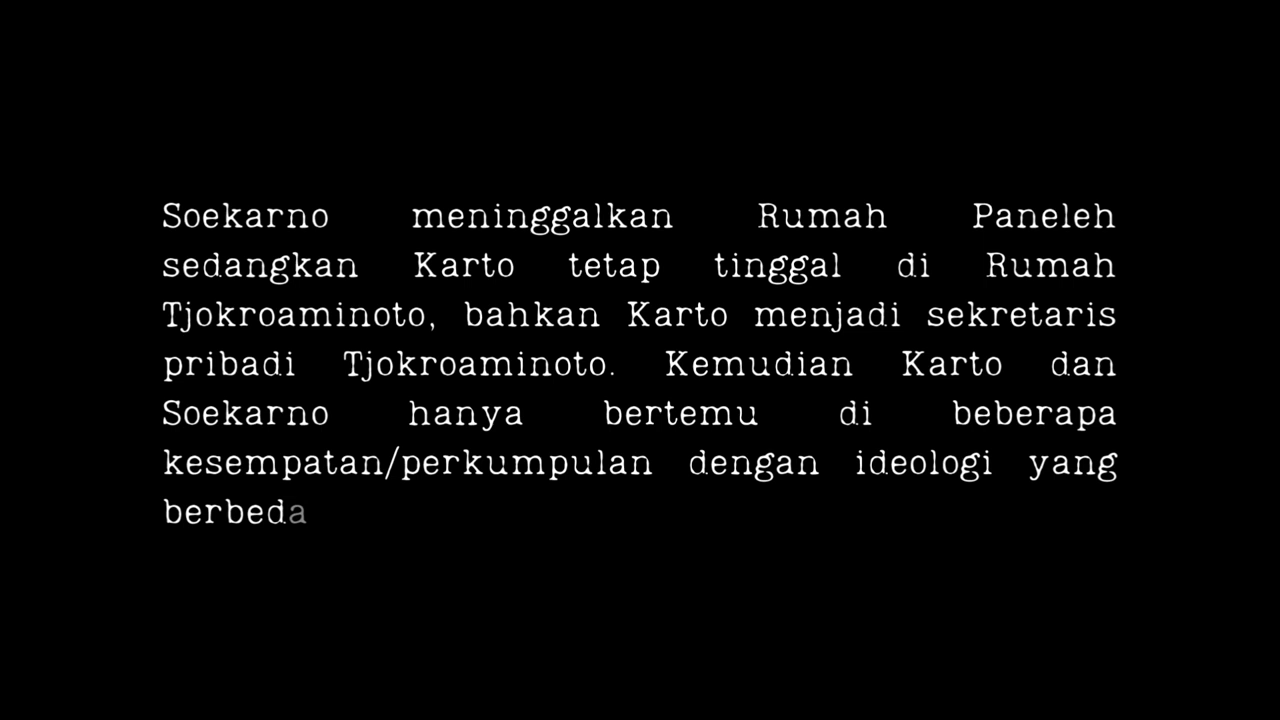 Soekarno meninggalkan Rumah Paneleh
sedangkan Karto tetap tinggal di Rumah
Tjokroaminoto, bahkan Karto menjadi sekretaris
pribadi Tjokroaminoto. Kemudian Karto dan
Soekarno hanya bertemu di beberapa
kesempatan/perkumpulan dengan ideologi yang
berbeda